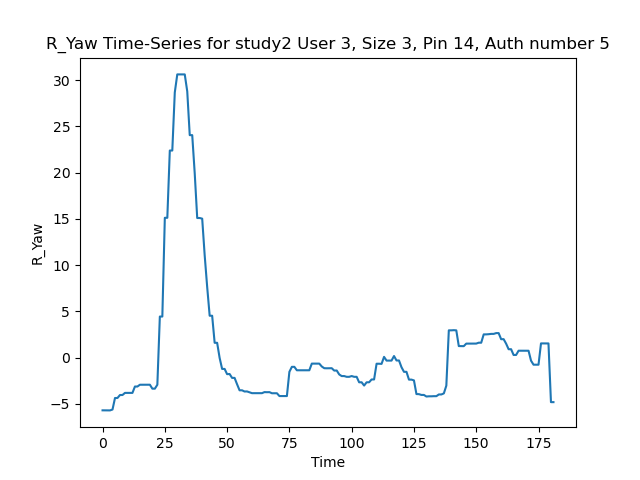 R_Yaw Time-Series for study2 User 3, Size 3, Pin 14, Auth number 5
30
25
20
15
10
5
0
−5
R_Yaw
0 25 50 75 100 125 150 175
Time